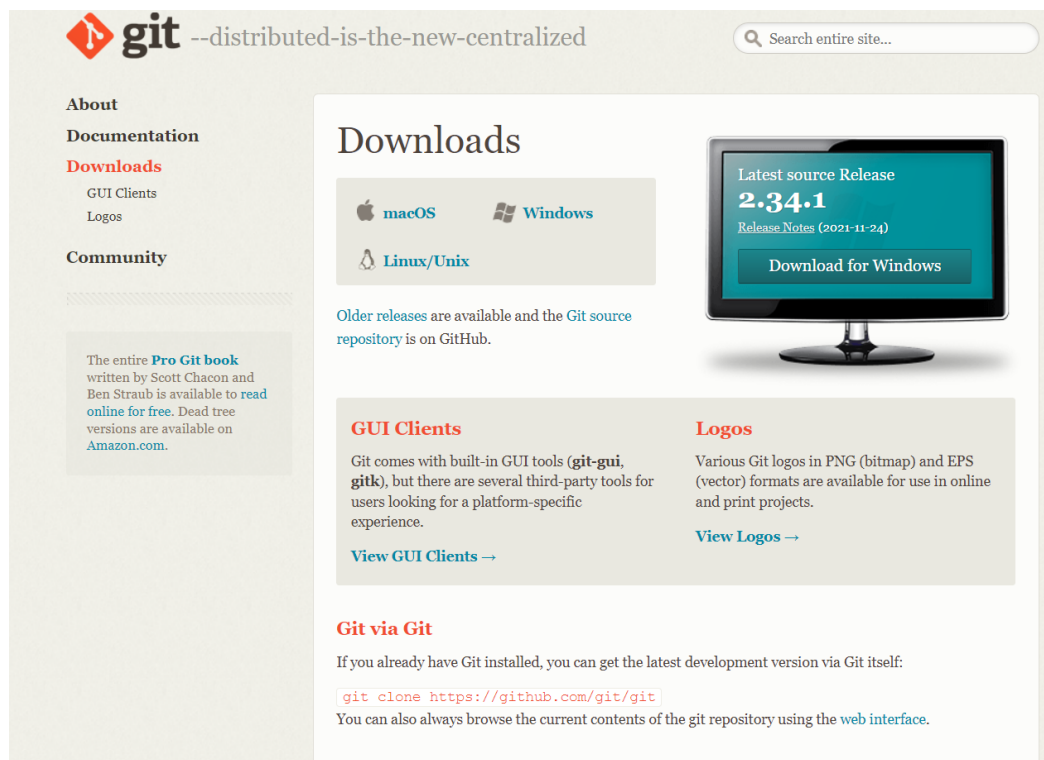 git --distributed-is-the-new-centralized
Search entire site...
About
Documentation
Downloads
GUI Clients
Logos
Community
The entire Pro Git book
written by Scott Chacon and
Ben Straub is available to read
online for free. Dead tree
versions are available on
Amazon.com.
Downloads
macOS
Windows
Linux/Unix
Older releases are available and the Git source
repository is on GitHub.
Latest source Release
2.34.1
Release Notes (2021-11-24)
Download for Windows
GUI Clients
Git comes with built-in GUI tools (git-gui,
gitk), but there are several third-party tools for
users looking for a platform-specific
experience.
View GUI Clients →
Logos
Various Git logos in PNG (bitmap) and EPS
(vector) formats are available for use in online
and print projects.
View Logos →
Git via Git
If you already have Git installed, you can get the latest development version via Git itself:
git clone https://github.com/git/git
You can also always browse the current contents of the git repository using the web interface.